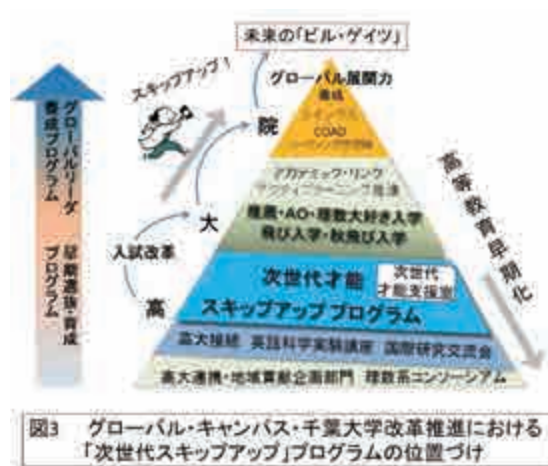 未来の「ビル・ゲイツ」
スキップアップ！
グローバル展開力
養成
院
COAD
アカデミック・リンク
アクティブラーニング推進
大
推薦・AO・理数大好き入学
飛び入学・秋飛び入学
入試改革
高
次世代才能
スキップアップ プログラム
次世代
才能支援室
高大接続 英語科学実験講座 国際研究交流会
高大連携・地域貢献企画部門 理数系コンソーシアム
グローバルリーダ
養成プログラム
早期選抜・育成
プログラム
高等教育早期化
図3 グローバル・キャンパス・千葉大学改革推進における
「次世代スキップアップ」プログラムの位置づけ